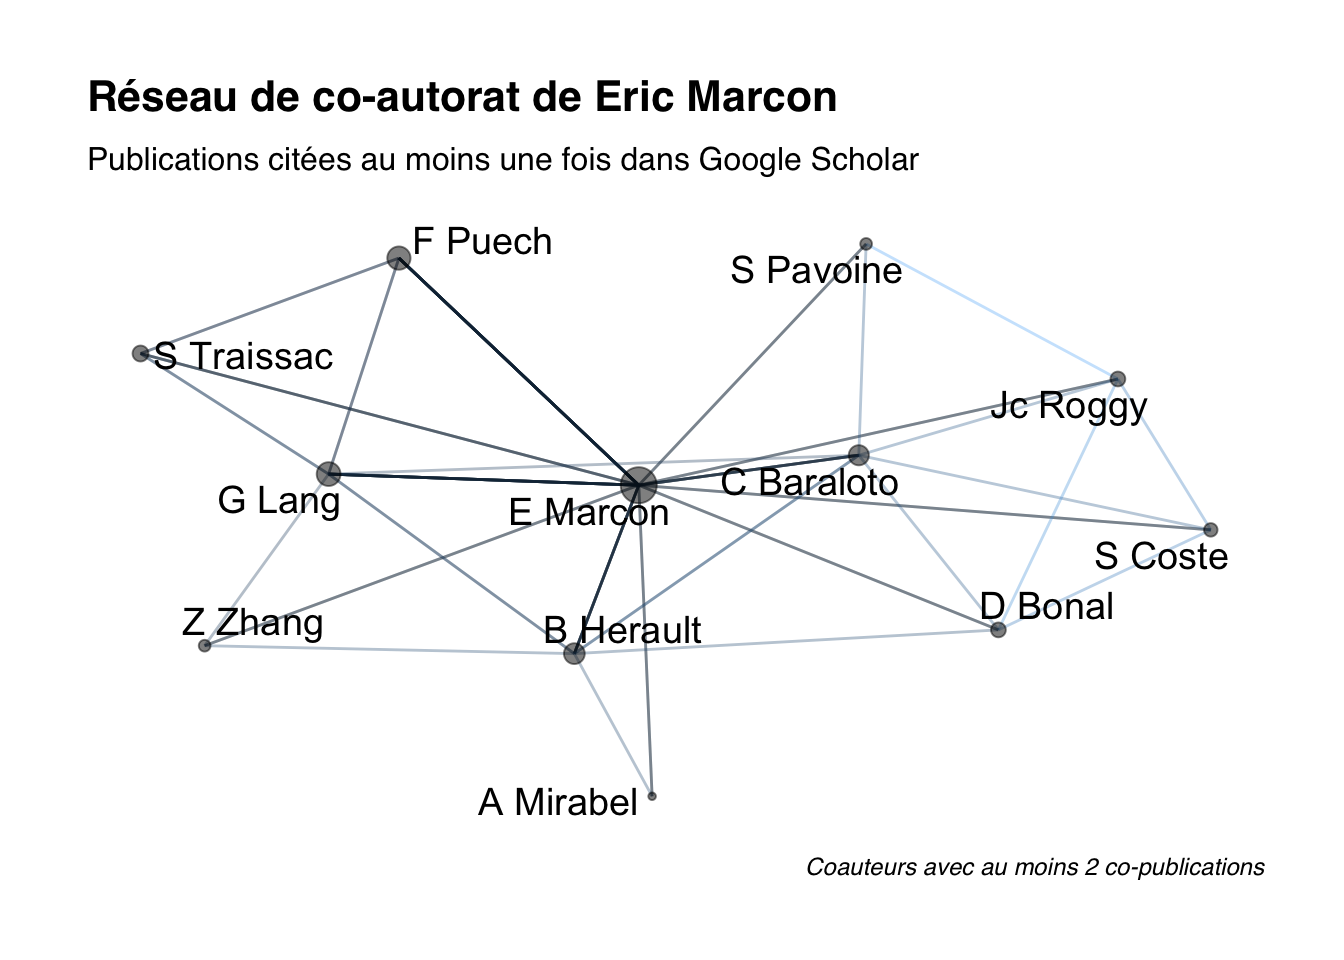 Réseau de co-autorat de Eric Marcon
Publications citées au moins une fois dans Google Scholar
F Puech
S Pavoine
S Traissac
Jc Roggy
C Baraloto
G Lang
E Marcon
S Coste
D Bonal
Z Zhang
B Herault
A Mirabel
Coauteurs avec au moins 2 co-publications